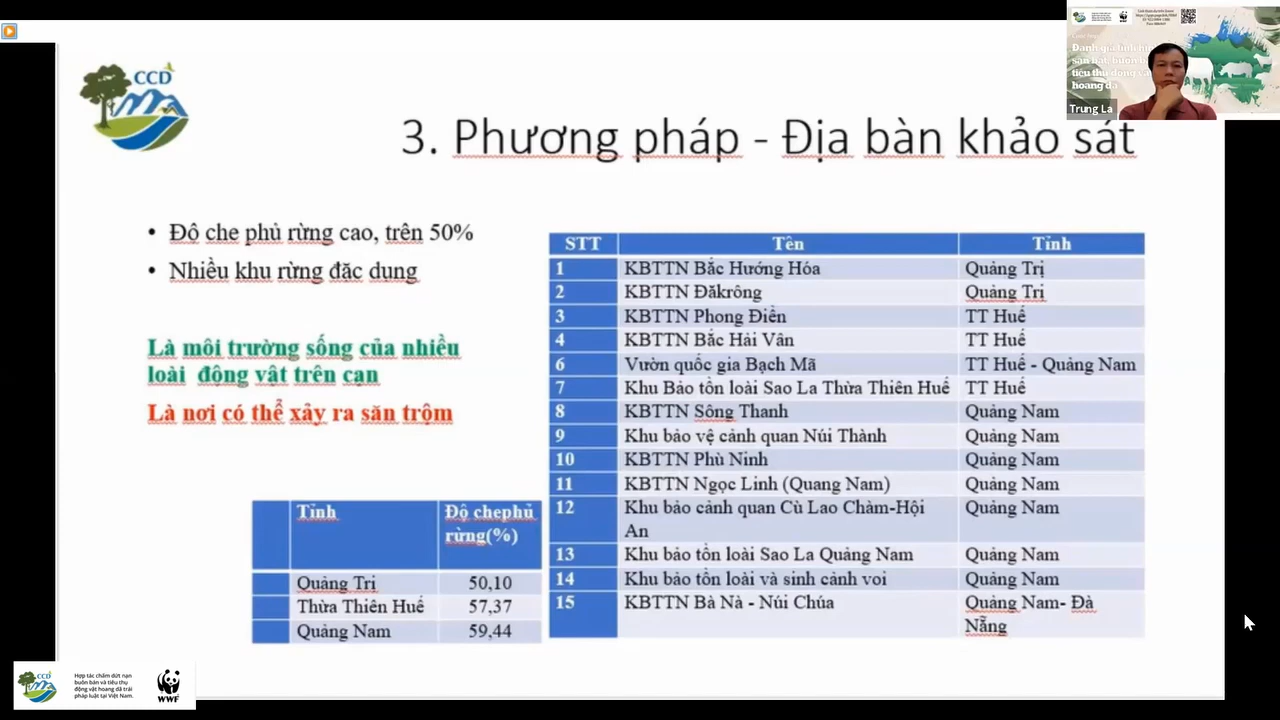 CCD
3. Phương pháp - Địa bàn khảo sát
• Độ che phủ rừng cao, trên 50%
• Nhiều khu rừng đặc dụng
Là môi trường sống của nhiều
loài động vật trên cạn
Là nơi có thể xảy ra săn trộm
Tỉnh Độ chephủ
rừng(%)
Quảng Trị 50,10
Thừa Thiên Huế 57,37
Quảng Nam 59,44
STT Tên Tỉnh
1 KBTTN Bắc Hướng Hóa Quảng Trị
2 KBTTN Đăkrông Quảng Trị
3 KBTTN Phong Điền TT Huế
4 KBTTN Bắc Hải Vân TT Huế
6 Vườn quốc gia Bạch Mã TT Huế - Quảng Nam
7 Khu Bảo tồn loài Sao La Thừa Thiên Huế TT Huế
8 KBTTN Sông Thanh Quảng Nam
9 Khu bảo vệ cảnh quan Núi Thành Quảng Nam
10 KBTTN Phù Ninh Quảng Nam
11 KBTTN Ngọc Linh (Quang Nam) Quảng Nam
12 Khu bảo cảnh quan Cù Lao Chàm-Hội Quảng Nam
An
13 Khu bảo tồn loài Sao La Quảng Nam Quảng Nam
14 Khu bảo tồn loài và sinh cảnh voi Quảng Nam
15 KBTTN Bà Nà - Núi Chúa Quảng Nam- Đà
Nẵng
Đánh giá tình
săn bắt, buôn
tiêu thụ động
hoang dã
Trung La
CCD
Hợp tác chấm dứt nạn
buôn bán và tiêu thụ
động vật hoang dã trái
pháp luật tại Việt Nam.
WWF